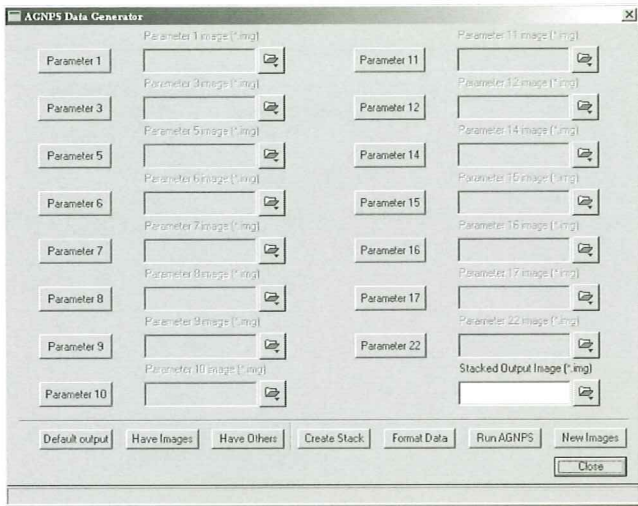 AGNPS Data Generator
Parameter 1 image (*.img)
Parameter 1
Parameter 3 image (*.img)
Parameter 3
Parameter 5 image (*.img)
Parameter 5
Parameter 6 image (*.img)
Parameter 6
Parameter 7 image (*.img)
Parameter 7
Parameter 8 image (*.img)
Parameter 8
Parameter 9 image (*.img)
Parameter 9
Parameter 10 image (*.img)
Parameter 10
Parameter 11 image (*.img)
Parameter 11
Parameter 12 image (*.img)
Parameter 12
Parameter 14 image (*.img)
Parameter 14
Parameter 15 image (*.img)
Parameter 15
Parameter 16 image (*.img)
Parameter 16
Parameter 17 image (*.img)
Parameter 17
Parameter 22 image (*.img)
Parameter 22
Stacked Output Image (*.img)
Default output
Have Images
Have Others
Create Stack
Format Data
Run AGNPS
New Images
Close